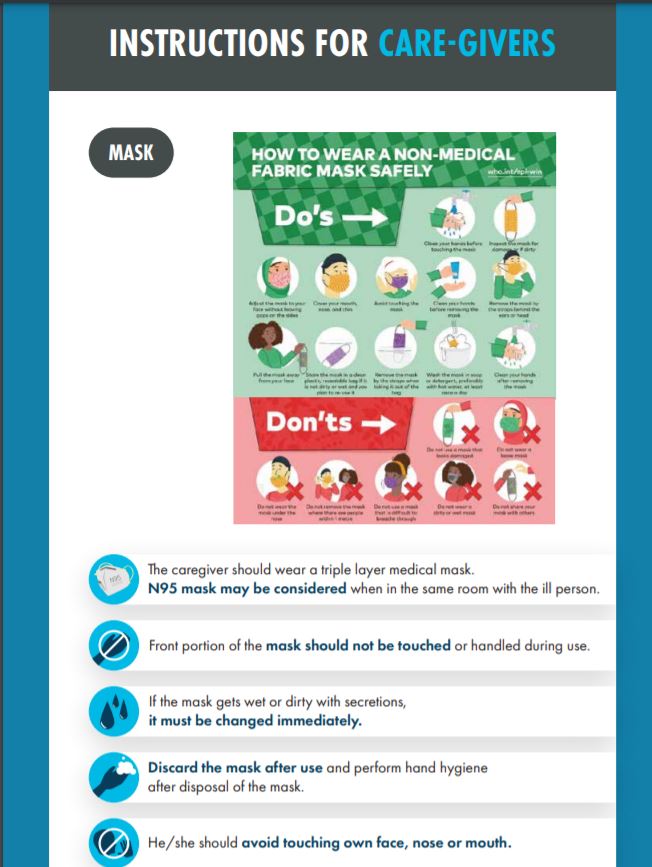 INSTRUCTIONS FOR CARE-GIVERS
MASK
HOW TO WEAR A NON-MEDICAL
FABRIC MASK SAFELY
who.int/epi-win
Do's
Clean your hands before
touching the mask
Inspect the mask for
damage or if dirty
Adjust the mask to your
face without leaving
gaps on the sides
Cover your mouth,
nose, and chin
Avoid touching the
mask
Clean your hands
before removing the
mask
Remove the mask by
the straps behind the
ears or head
Pull the mask away
from your face
Store the mask in a clean
plastic, resealable bag if it
is not dirty or wet and you
plan to re-use it
Remove the mask
by the straps when
taking it out of the
bag
Wash the mask in soap
or detergent, preferably
with hot water, at least
once a day
Clean your hands
after removing
the mask
Don'ts
Do not use a mask that
looks damaged
Do not wear a
loose mask
Do not wear the
mask under the
nose
Do not remove the mask
where there are people
within 1 metre
Do not use a mask
that is difficult to
breathe through
Do not wear a
dirty or wet mask
Do not share your
mask with others
N95
The caregiver should wear a triple layer medical mask.
N95 mask may be considered when in the same room with the ill person.
Front portion of the mask should not be touched or handled during use.
If the mask gets wet or dirty with secretions,
it must be changed immediately.
Discard the mask after use and perform hand hygiene
after disposal of the mask.
He/she should avoid touching own face, nose or mouth.